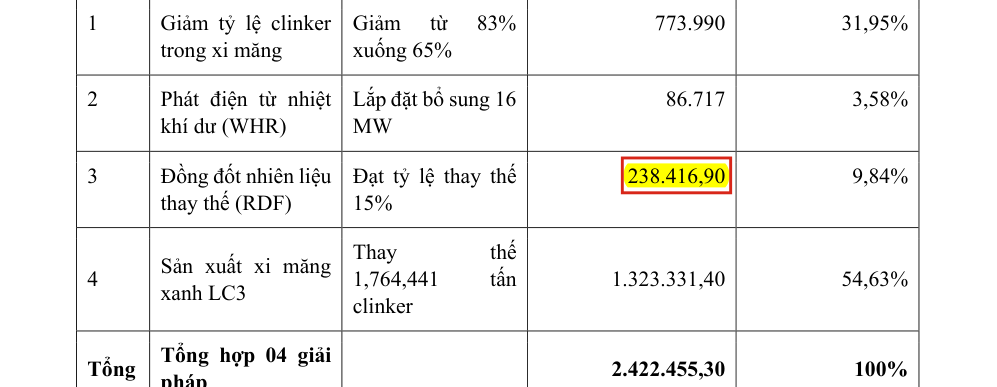 1 Giảm tỷ lệ clinker trong xi măng Giảm từ 83% xuống 65% 773.990 31,95%
2 Phát điện từ nhiệt khí dư (WHR) Lắp đặt bổ sung 16 MW 86.717 3,58%
3 Đồng đốt nhiên liệu thay thế (RDF) Đạt tỷ lệ thay thế 15% 238.416,90 9,84%
4 Sản xuất xi măng xanh LC3 Thay thế 1,764,441 tấn clinker 1.323.331,40 54,63%
Tổng Tổng hợp 04 giải pháp 2.422.455,30 100%